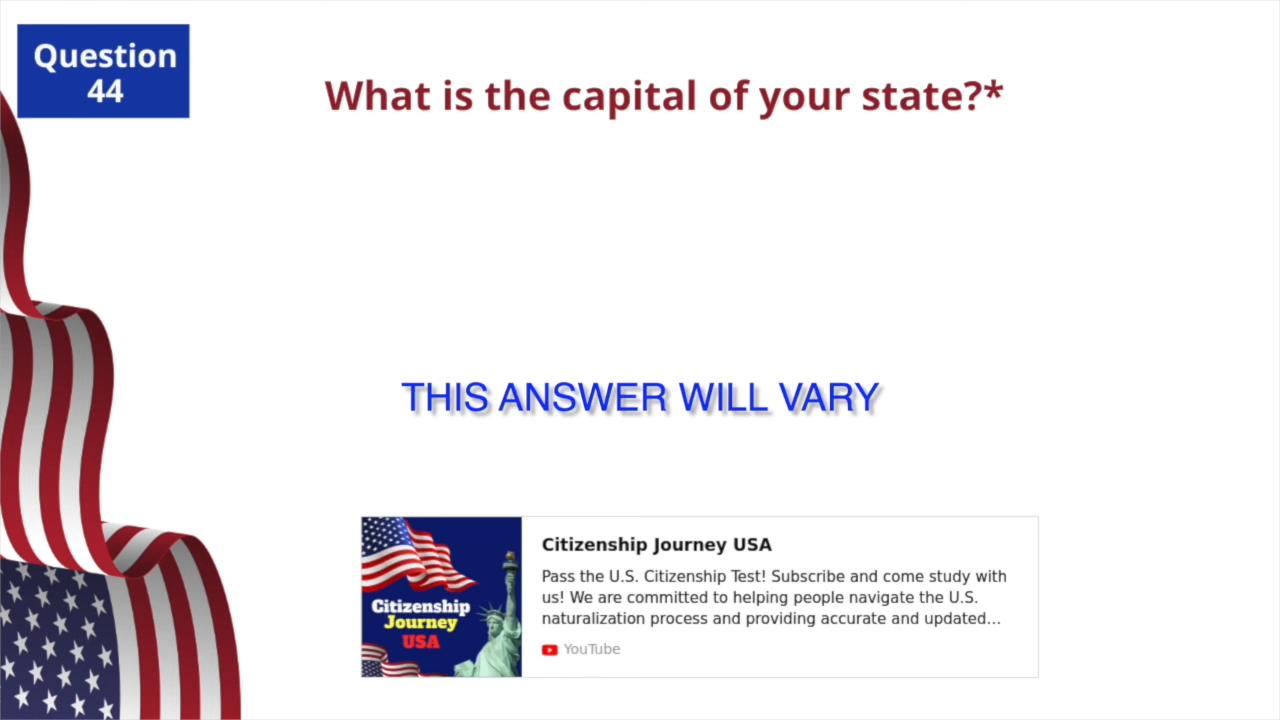 Question
44
What is the capital of your state?*
THIS ANSWER WILL VARY
Citizenship
Journey
USA
Citizenship Journey USA
Pass the U.S. Citizenship Test! Subscribe and come study with
us! We are committed to helping people navigate the U.S.
naturalization process and providing accurate and updated...
YouTube